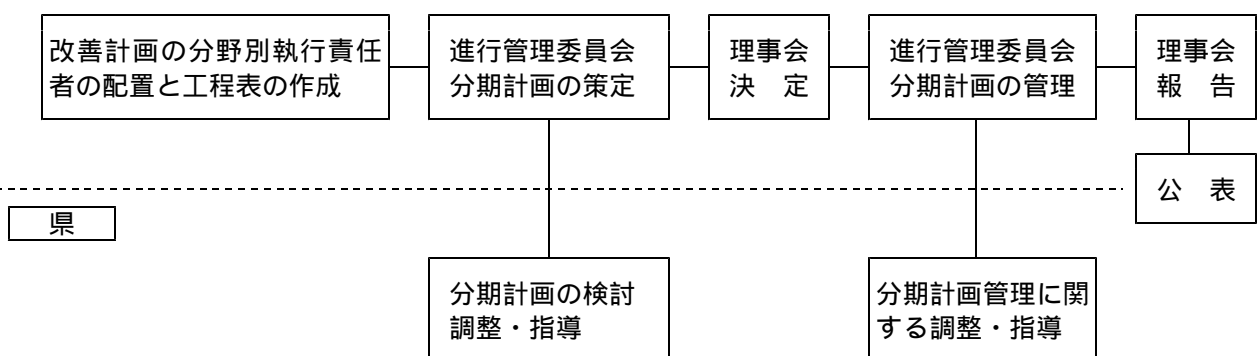 改善計画の分野別執行責任
者の配置と工程表の作成
進行管理委員会
分期計画の策定
理事会
決　定
進行管理委員会
分期計画の管理
理事会
報　告
公　表
県
分期計画の検討
調整・指導
分期計画管理に関
する調整・指導